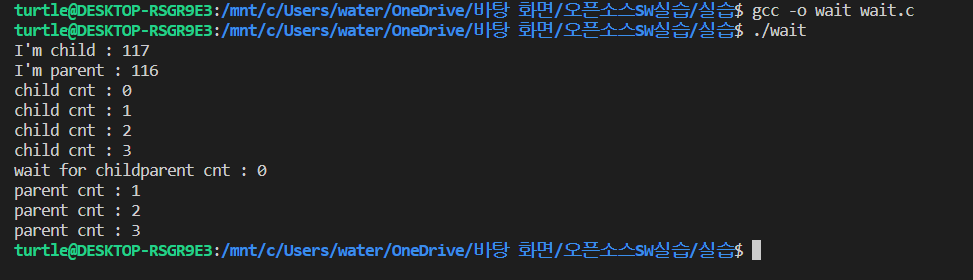 turtle@DESKTOP-RSGR9E3:/mnt/c/Users/water/OneDrive/바탕 화면/오픈소스SW실습/실습$ gcc -o wait wait.c
turtle@DESKTOP-RSGR9E3:/mnt/c/Users/water/OneDrive/바탕 화면/오픈소스SW실습/실습$ ./wait
I'm child : 117
I'm parent : 116
child cnt : 0
child cnt : 1
child cnt : 2
child cnt : 3
wait for childparent cnt : 0
parent cnt : 1
parent cnt : 2
parent cnt : 3
turtle@DESKTOP-RSGR9E3:/mnt/c/Users/water/OneDrive/바탕 화면/오픈소스SW실습/실습$